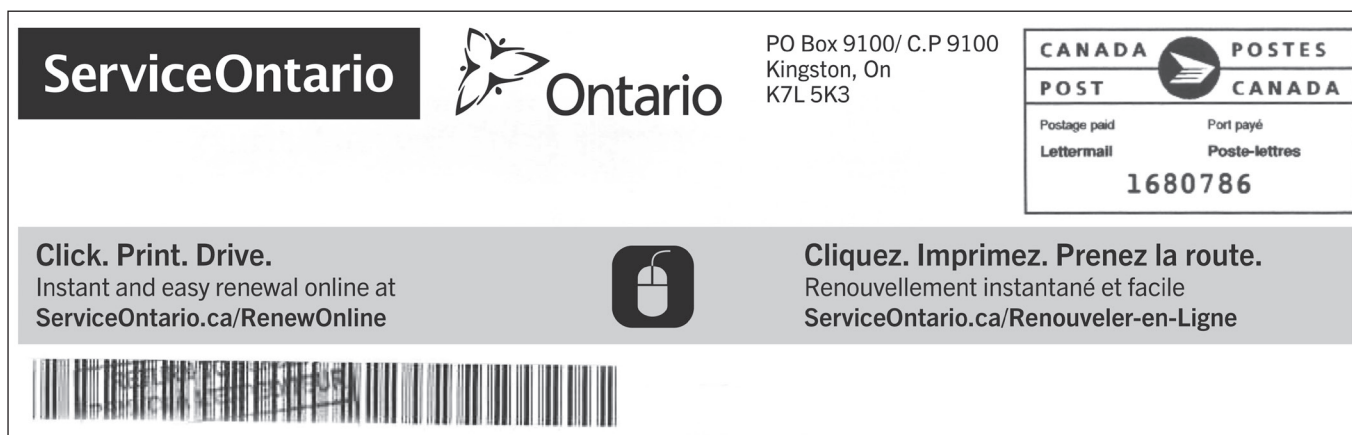 ServiceOntario
Ontario
PO Box 9100/ C.P 9100
Kingston, On
K7L 5K3
CANADA POSTES
POST CANADA
Postage paid Port payé
Lettermail Poste-lettres
1680786
Click. Print. Drive.
Instant and easy renewal online at
ServiceOntario.ca/RenewOnline
Cliquez. Imprimez. Prenez la route.
Renouvellement instantané et facile
ServiceOntario.ca/Renouveler-en-Ligne